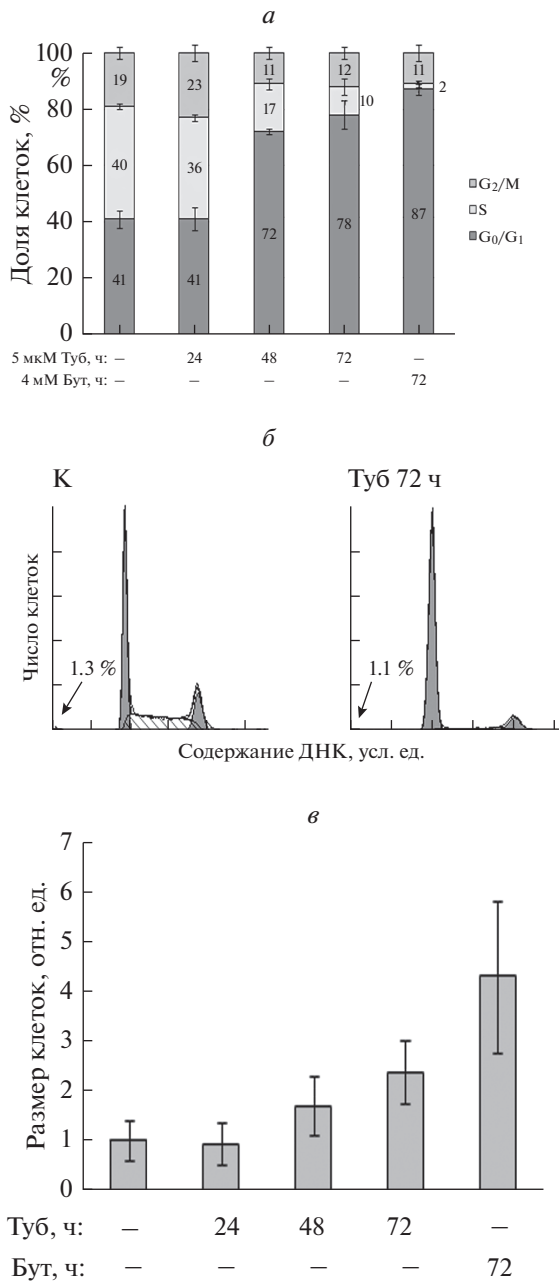 а
100
%
80
60
40
20
0
Доля клеток, %
19 23 11 12 11
40 36 17 10 2
41 41 72 78 87
G2/M
S
G0/G1
5 мкМ Туб, ч: – 24 48 72 –
4 мМ Бут, ч: – – – – 72
б
К Туб 72 ч
Число клеток
1.3 % 1.1 %
Содержание ДНК, усл. ед.
в
7
6
5
4
3
2
1
0
Размер клеток, отн. ед.
Туб, ч: – 24 48 72 –
Бут, ч: – – – – 72